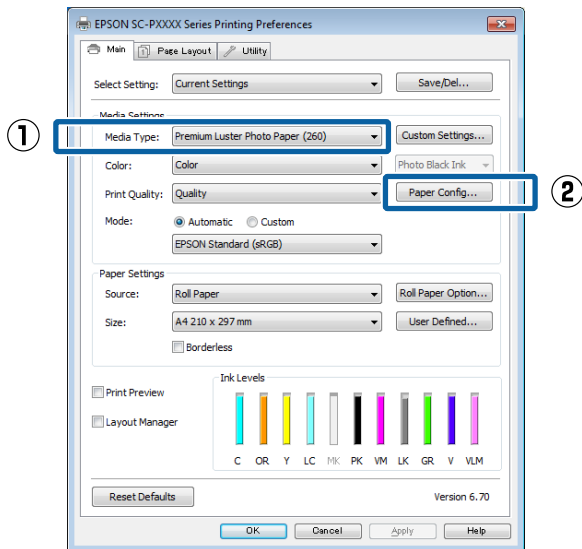 EPSON SC-PXXXX Series Printing Preferences
Main Page Layout Utility
Select Setting: Current Settings Save/Del...
Media Settings
① Media Type: Premium Luster Photo Paper (260) Custom Settings...
Color: Color Photo Black Ink
Print Quality: Quality Paper Config... ②
Mode: Automatic Custom
EPSON Standard (sRGB)
Paper Settings
Source: Roll Paper Roll Paper Option...
Size: A4 210 x 297 mm User Defined...
Borderless
Ink Levels
Print Preview
Layout Manager
C OR Y LC MK PK VM LK GR V VLM
Reset Defaults Version 6.70
OK Cancel Apply Help